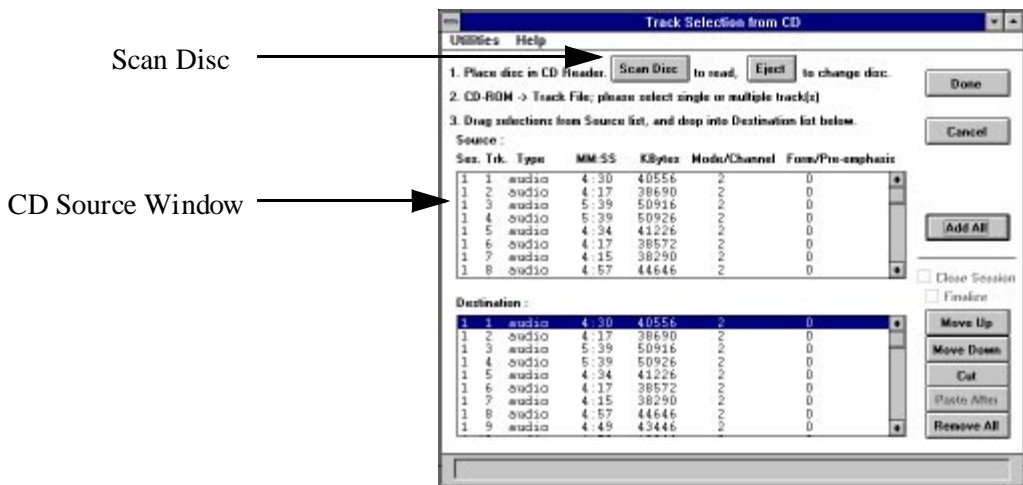 Track Selection from CD
Utilities Help
Scan Disc
1. Place disc in CD Reader. Scan Disc to read, Eject to change disc.
Done
2. CD-ROM -> Track File; please select single or multiple track(s)
3. Drag selections from Source list, and drop into Destination list below.
Cancel
Source :
Ses. Trk. Type MM:SS KBytes Mode/Channel Form/Pre-emphasis
CD Source Window
1 1 audio 4:30 40556 2 0
1 2 audio 4:17 38690 2 0
1 3 audio 5:39 50916 2 0
1 4 audio 5:39 50926 2 0
1 5 audio 4:34 41226 2 0
1 6 audio 4:17 38572 2 0
1 7 audio 4:15 38290 2 0
1 8 audio 4:57 44646 2 0
Add All
Close Session
Finalize
Destination :
1 1 audio 4:30 40556 2 0
1 2 audio 4:17 38690 2 0
1 3 audio 5:39 50916 2 0
1 4 audio 5:39 50926 2 0
1 5 audio 4:34 41226 2 0
1 6 audio 4:17 38572 2 0
1 7 audio 4:15 38290 2 0
1 8 audio 4:57 44646 2 0
1 9 audio 4:49 43446 2 0
Move Up
Move Down
Cut
Paste After
Remove All